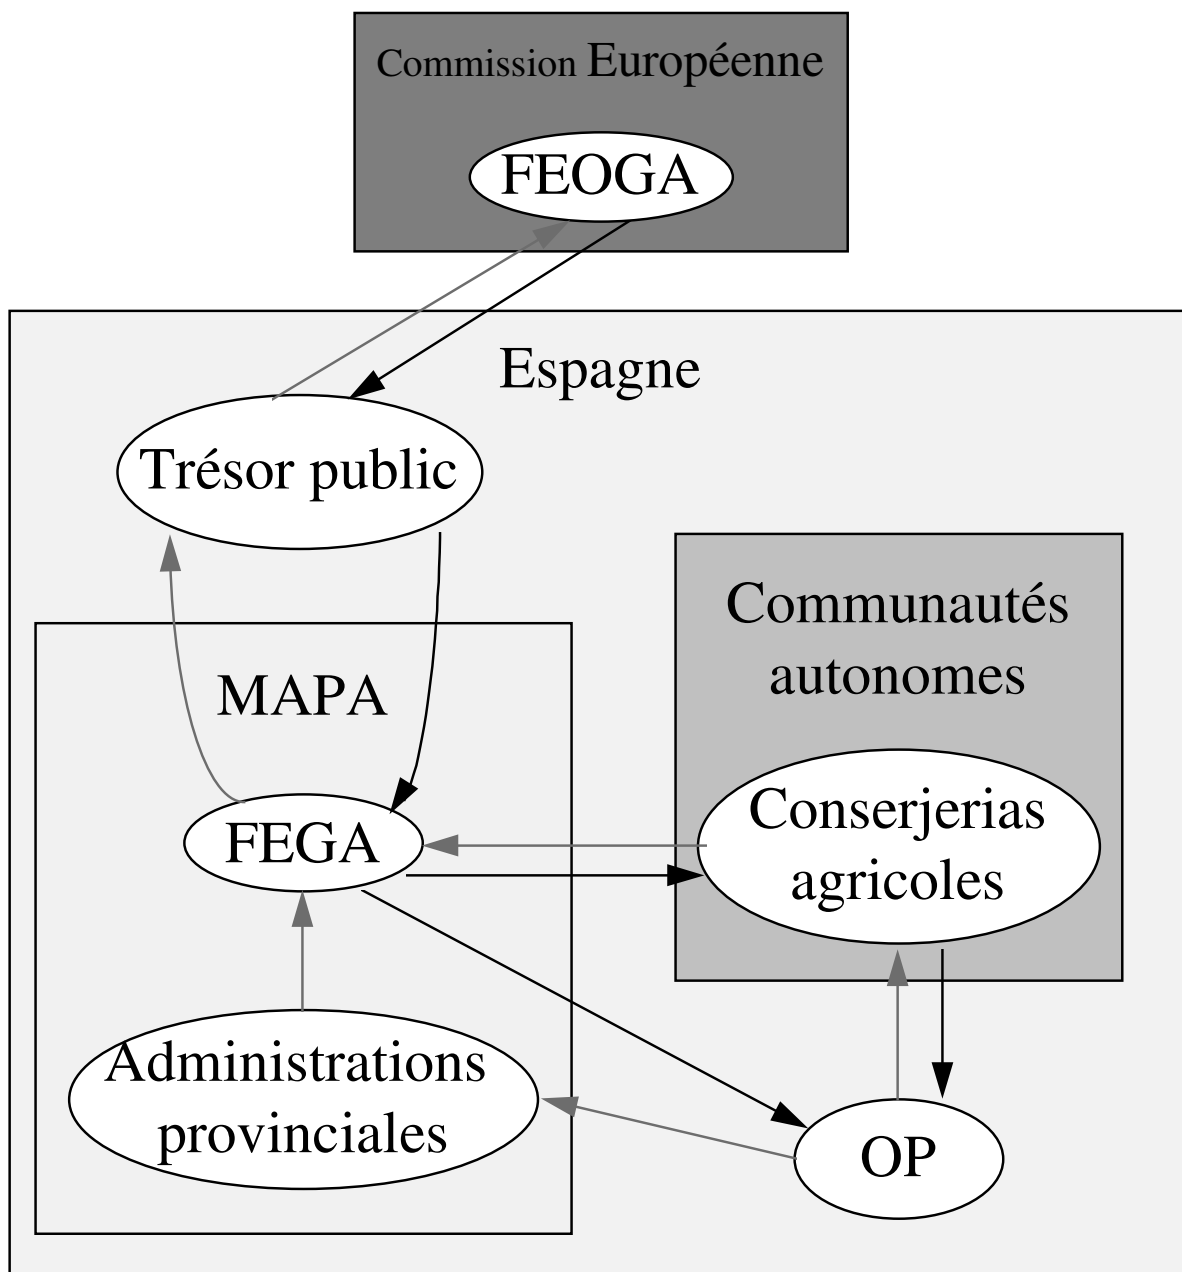 Commission Européenne
FEOGA
Espagne
Trésor public
Communautés
autonomes
MAPA
Conserjerias
agricoles
FEGA
Administrations
provinciales
OP